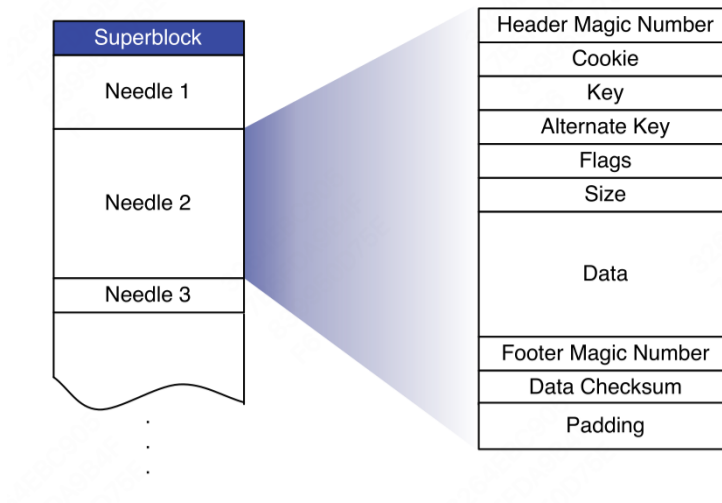 Superblock
Needle 1
Needle 2
Needle 3
.
.
.
Header Magic Number
Cookie
Key
Alternate Key
Flags
Size
Data
Footer Magic Number
Data Checksum
Padding